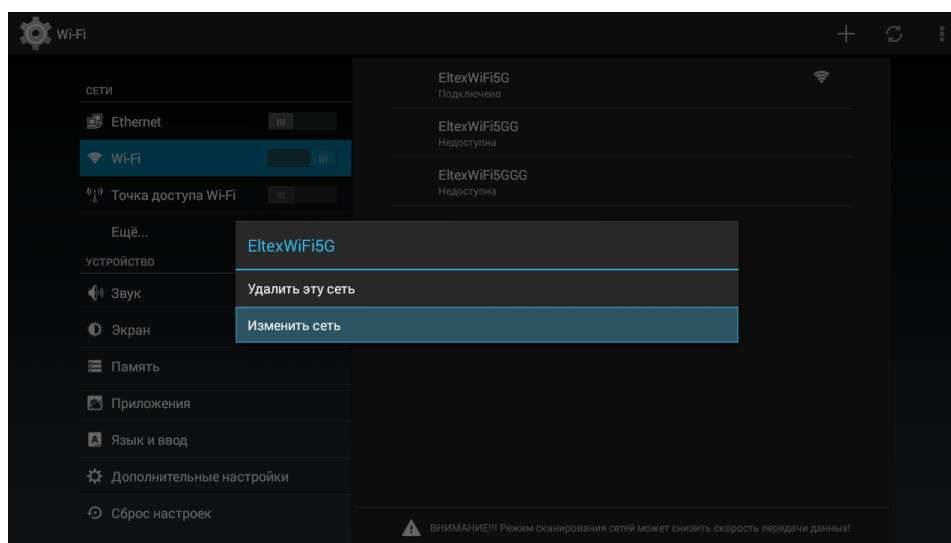 Wi-Fi
СЕТИ
Ethernet
Wi-Fi
Точка доступа Wi-Fi
Ещё...
УСТРОЙСТВО
Звук
Экран
Память
Приложения
Язык и ввод
Дополнительные настройки
Сброс настроек
EltexWiFi5G
Подключено
EltexWiFi5GG
Недоступна
EltexWiFi5GGG
Недоступна
EltexWiFi5G
Удалить эту сеть
Изменить сеть
ВНИМАНИЕ!!! Режим сканирования сетей может снизить скорость передачи данных!